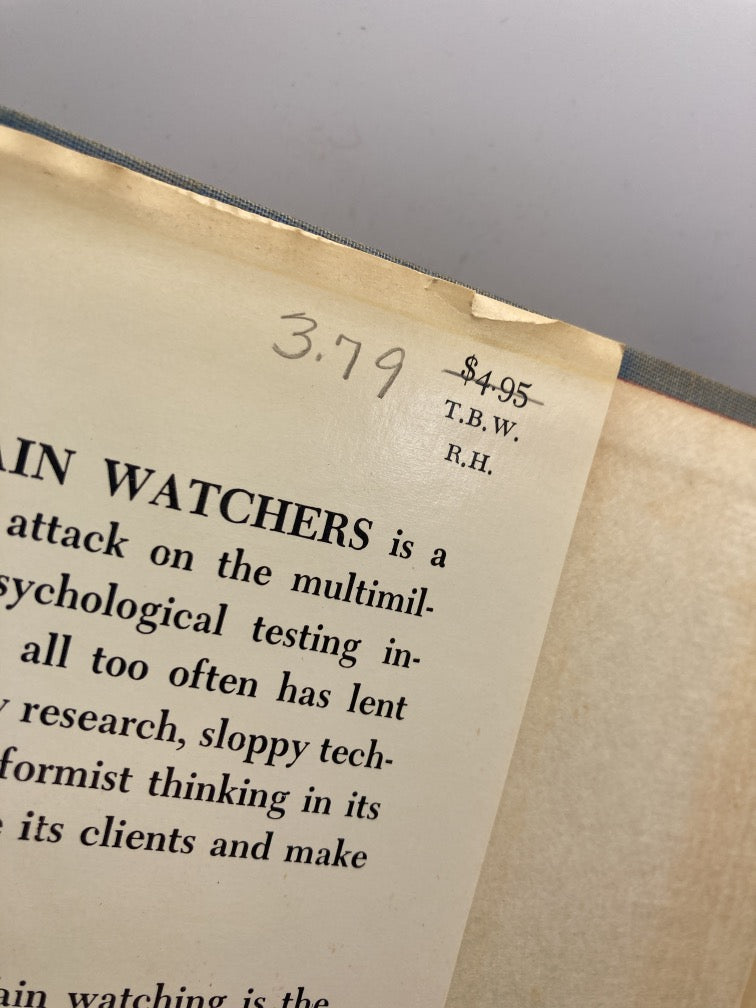 3.79
$4.95
T.B.W.
R.H.
AIN WATCHERS is a
attack on the multimil-
sychological testing in-
all too often has lent
research, sloppy tech-
formist thinking in its
its clients and make
ain watching is the